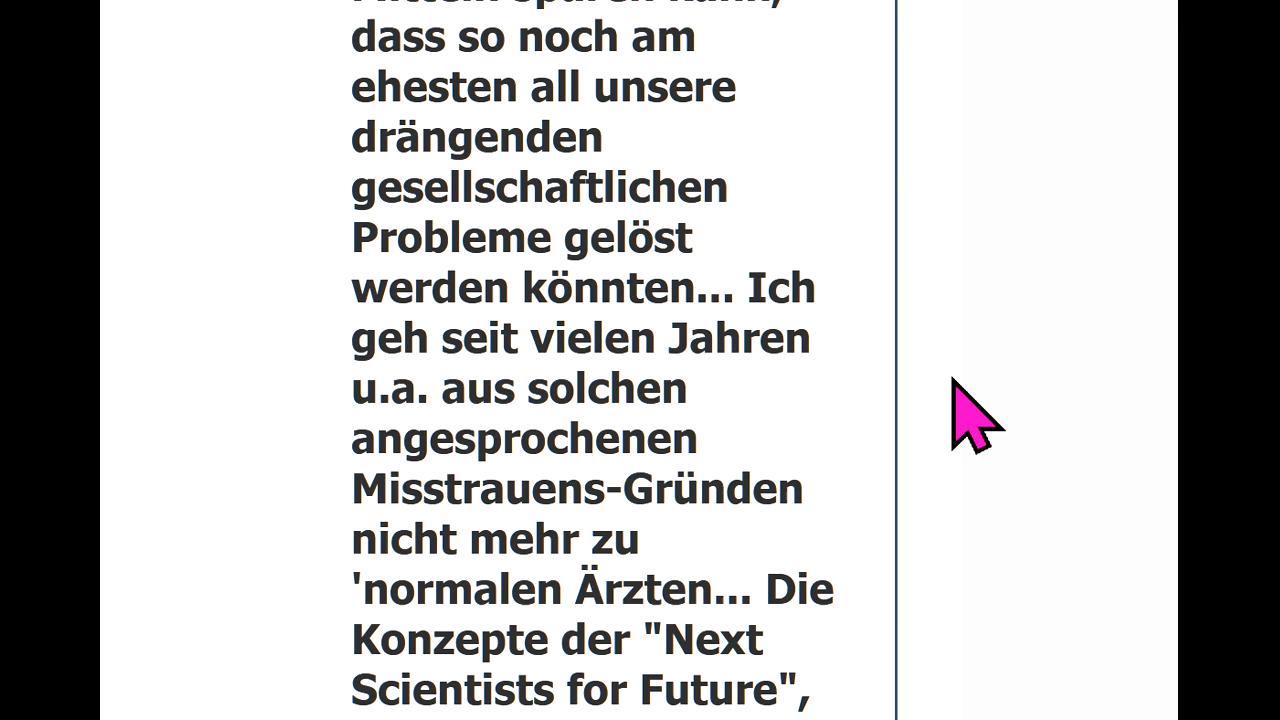 dass so noch am
ehesten all unsere
drängenden
gesellschaftlichen
Probleme gelöst
werden könnten... Ich
geh seit vielen Jahren
u.a. aus solchen
angesprochenen
Misstrauens-Gründen
nicht mehr zu
'normalen Ärzten... Die
Konzepte der "Next
Scientists for Future",